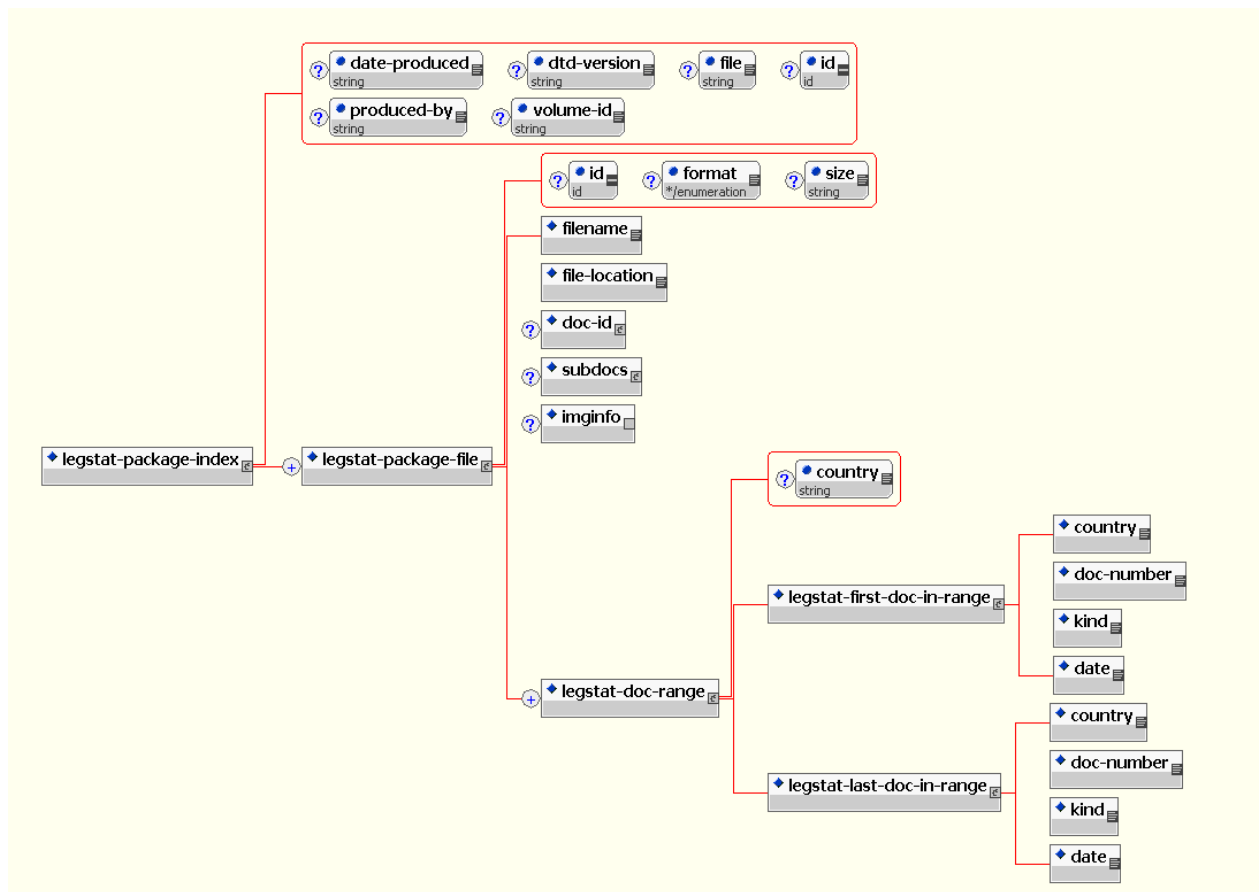 date-produced dtd-version file id
string string string id
produced-by volume-id
string string
id format size
id */enumeration string
filename
file-location
doc-id
subdocs
imginfo
legstat-package-index
legstat-package-file
country
string
legstat-first-doc-in-range
country
doc-number
kind
date
legstat-doc-range
legstat-last-doc-in-range
country
doc-number
kind
date